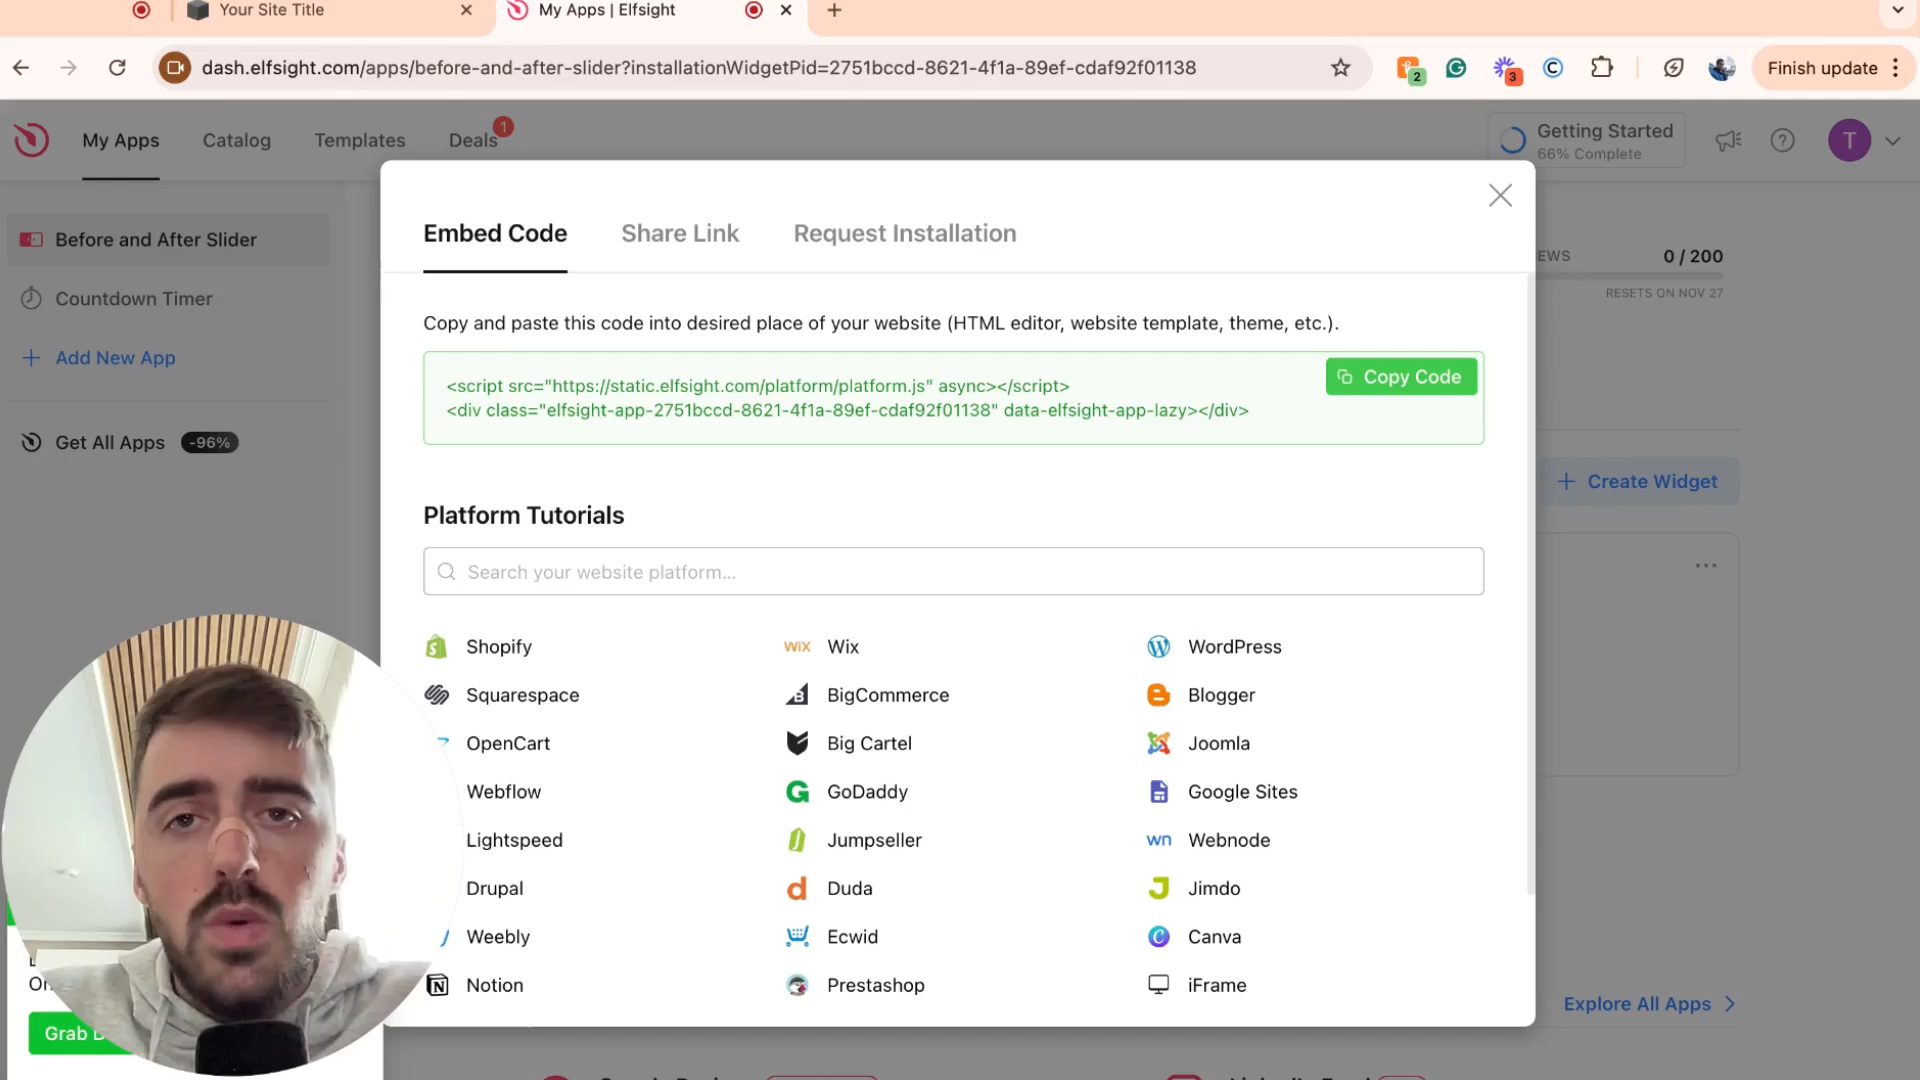 Your Site Title
My Apps | Elfsight
dash.elfsight.com/apps/before-and-after-slider?installationWidgetPid=2751bccd-8621-4f1a-89ef-cdaf92f01138
2
3
Finish update
My Apps
Catalog
Templates
Deals
1
Getting Started
66% Complete
T
Before and After Slider
Countdown Timer
Add New App
Get All Apps
-96%
Embed Code
Share Link
Request Installation
EWS
0 / 200
RESETS ON NOV 27
Copy and paste this code into desired place of your website (HTML editor, website template, theme, etc.).
<script src="https://static.elfsight.com/platform/platform.js" async></script>
<div class="elfsight-app-2751bccd-8621-4f1a-89ef-cdaf92f01138" data-elfsight-app-lazy></div>
Copy Code
Create Widget
Platform Tutorials
Search your website platform...
Shopify
WIX
Wix
WordPress
Squarespace
BigCommerce
Blogger
OpenCart
Big Cartel
Joomla
Webflow
GoDaddy
Google Sites
Lightspeed
Jumpseller
wn
Webnode
Drupal
Duda
Jimdo
Weebly
Ecwid
Canva
Notion
Prestashop
iFrame
Grab
Explore All Apps